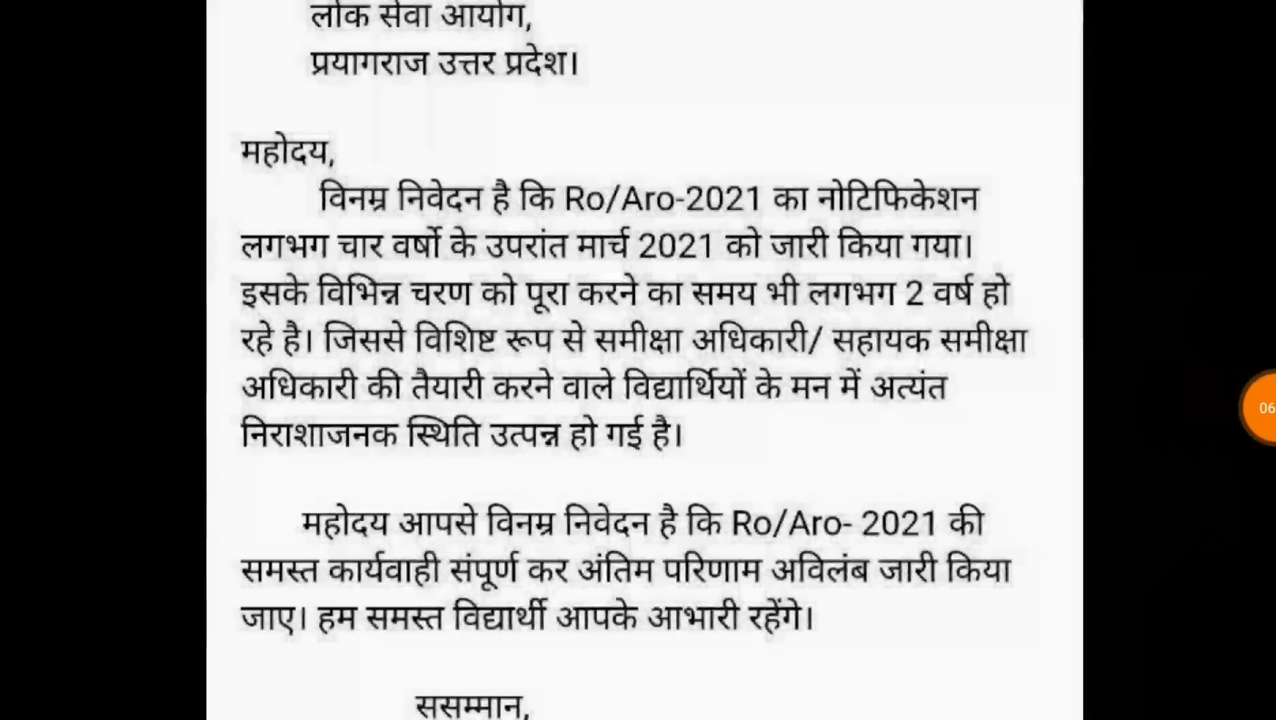 लोक सेवा आयोग,
प्रयागराज उत्तर प्रदेश।
महोदय,
विनम्र निवेदन है कि Ro/Aro-2021 का नोटिफिकेशन
लगभग चार वर्षो के उपरांत मार्च 2021 को जारी किया गया।
इसके विभिन्न चरण को पूरा करने का समय भी लगभग 2 वर्ष हो
रहे है। जिससे विशिष्ट रूप से समीक्षा अधिकारी/ सहायक समीक्षा
अधिकारी की तैयारी करने वाले विद्यार्थियों के मन में अत्यंत
निराशाजनक स्थिति उत्पन्न हो गई है।
महोदय आपसे विनम्र निवेदन है कि Ro/Aro- 2021 की
समस्त कार्यवाही संपूर्ण कर अंतिम परिणाम अविलंब जारी किया
जाए। हम समस्त विद्यार्थी आपके आभारी रहेंगे।
ससम्मान,
06